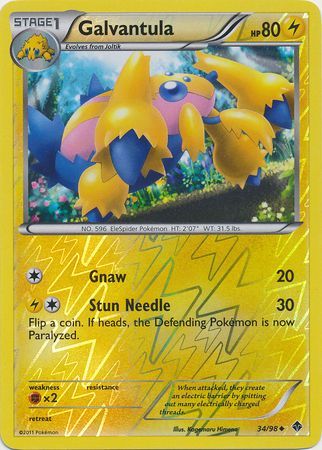 STAGE1
Galvantula
HP80
Evolves from Joltik
NO. 596 EleSpider Pokémon HT: 2'07" WT: 31.5 lbs.
Gnaw 20
Stun Needle 30
Flip a coin. If heads, the Defending Pokémon is now
Paralyzed.
weakness
resistance
×2
retreat
When attacked, they create
an electric barrier by spitting
out many electrically charged
threads.
©2011 Pokémon
Illus. Kagemaru Himeno
34/98